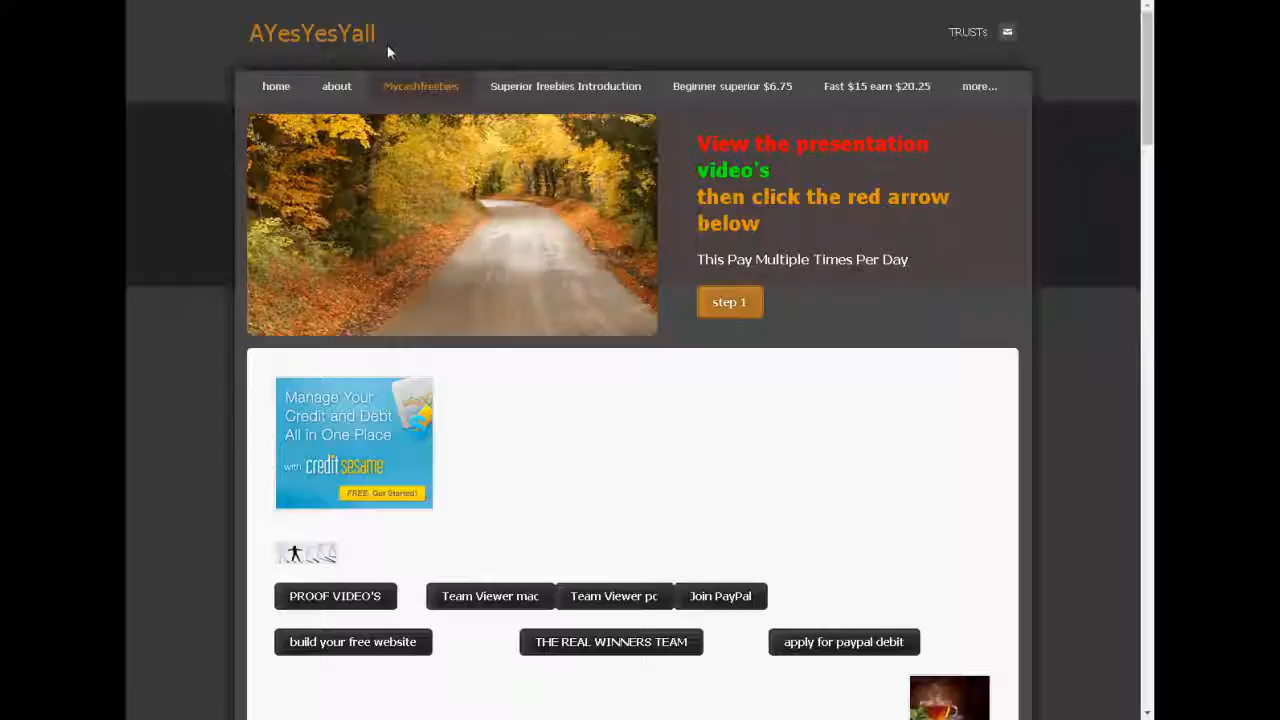 AYesYesYall
TRUSTs
home about Mycashfreebies Superior freebies Introduction Beginner superior $6.75 Fast $15 earn $20.25 more...
View the presentation
video's
then click the red arrow
below
This Pay Multiple Times Per Day
step 1
Manage Your
Credit and Debt
All in One Place
with credit sesame
FREE. Get Started!
PROOF VIDEO'S Team Viewer mac Team Viewer pc Join PayPal
build your free website THE REAL WINNERS TEAM apply for paypal debit